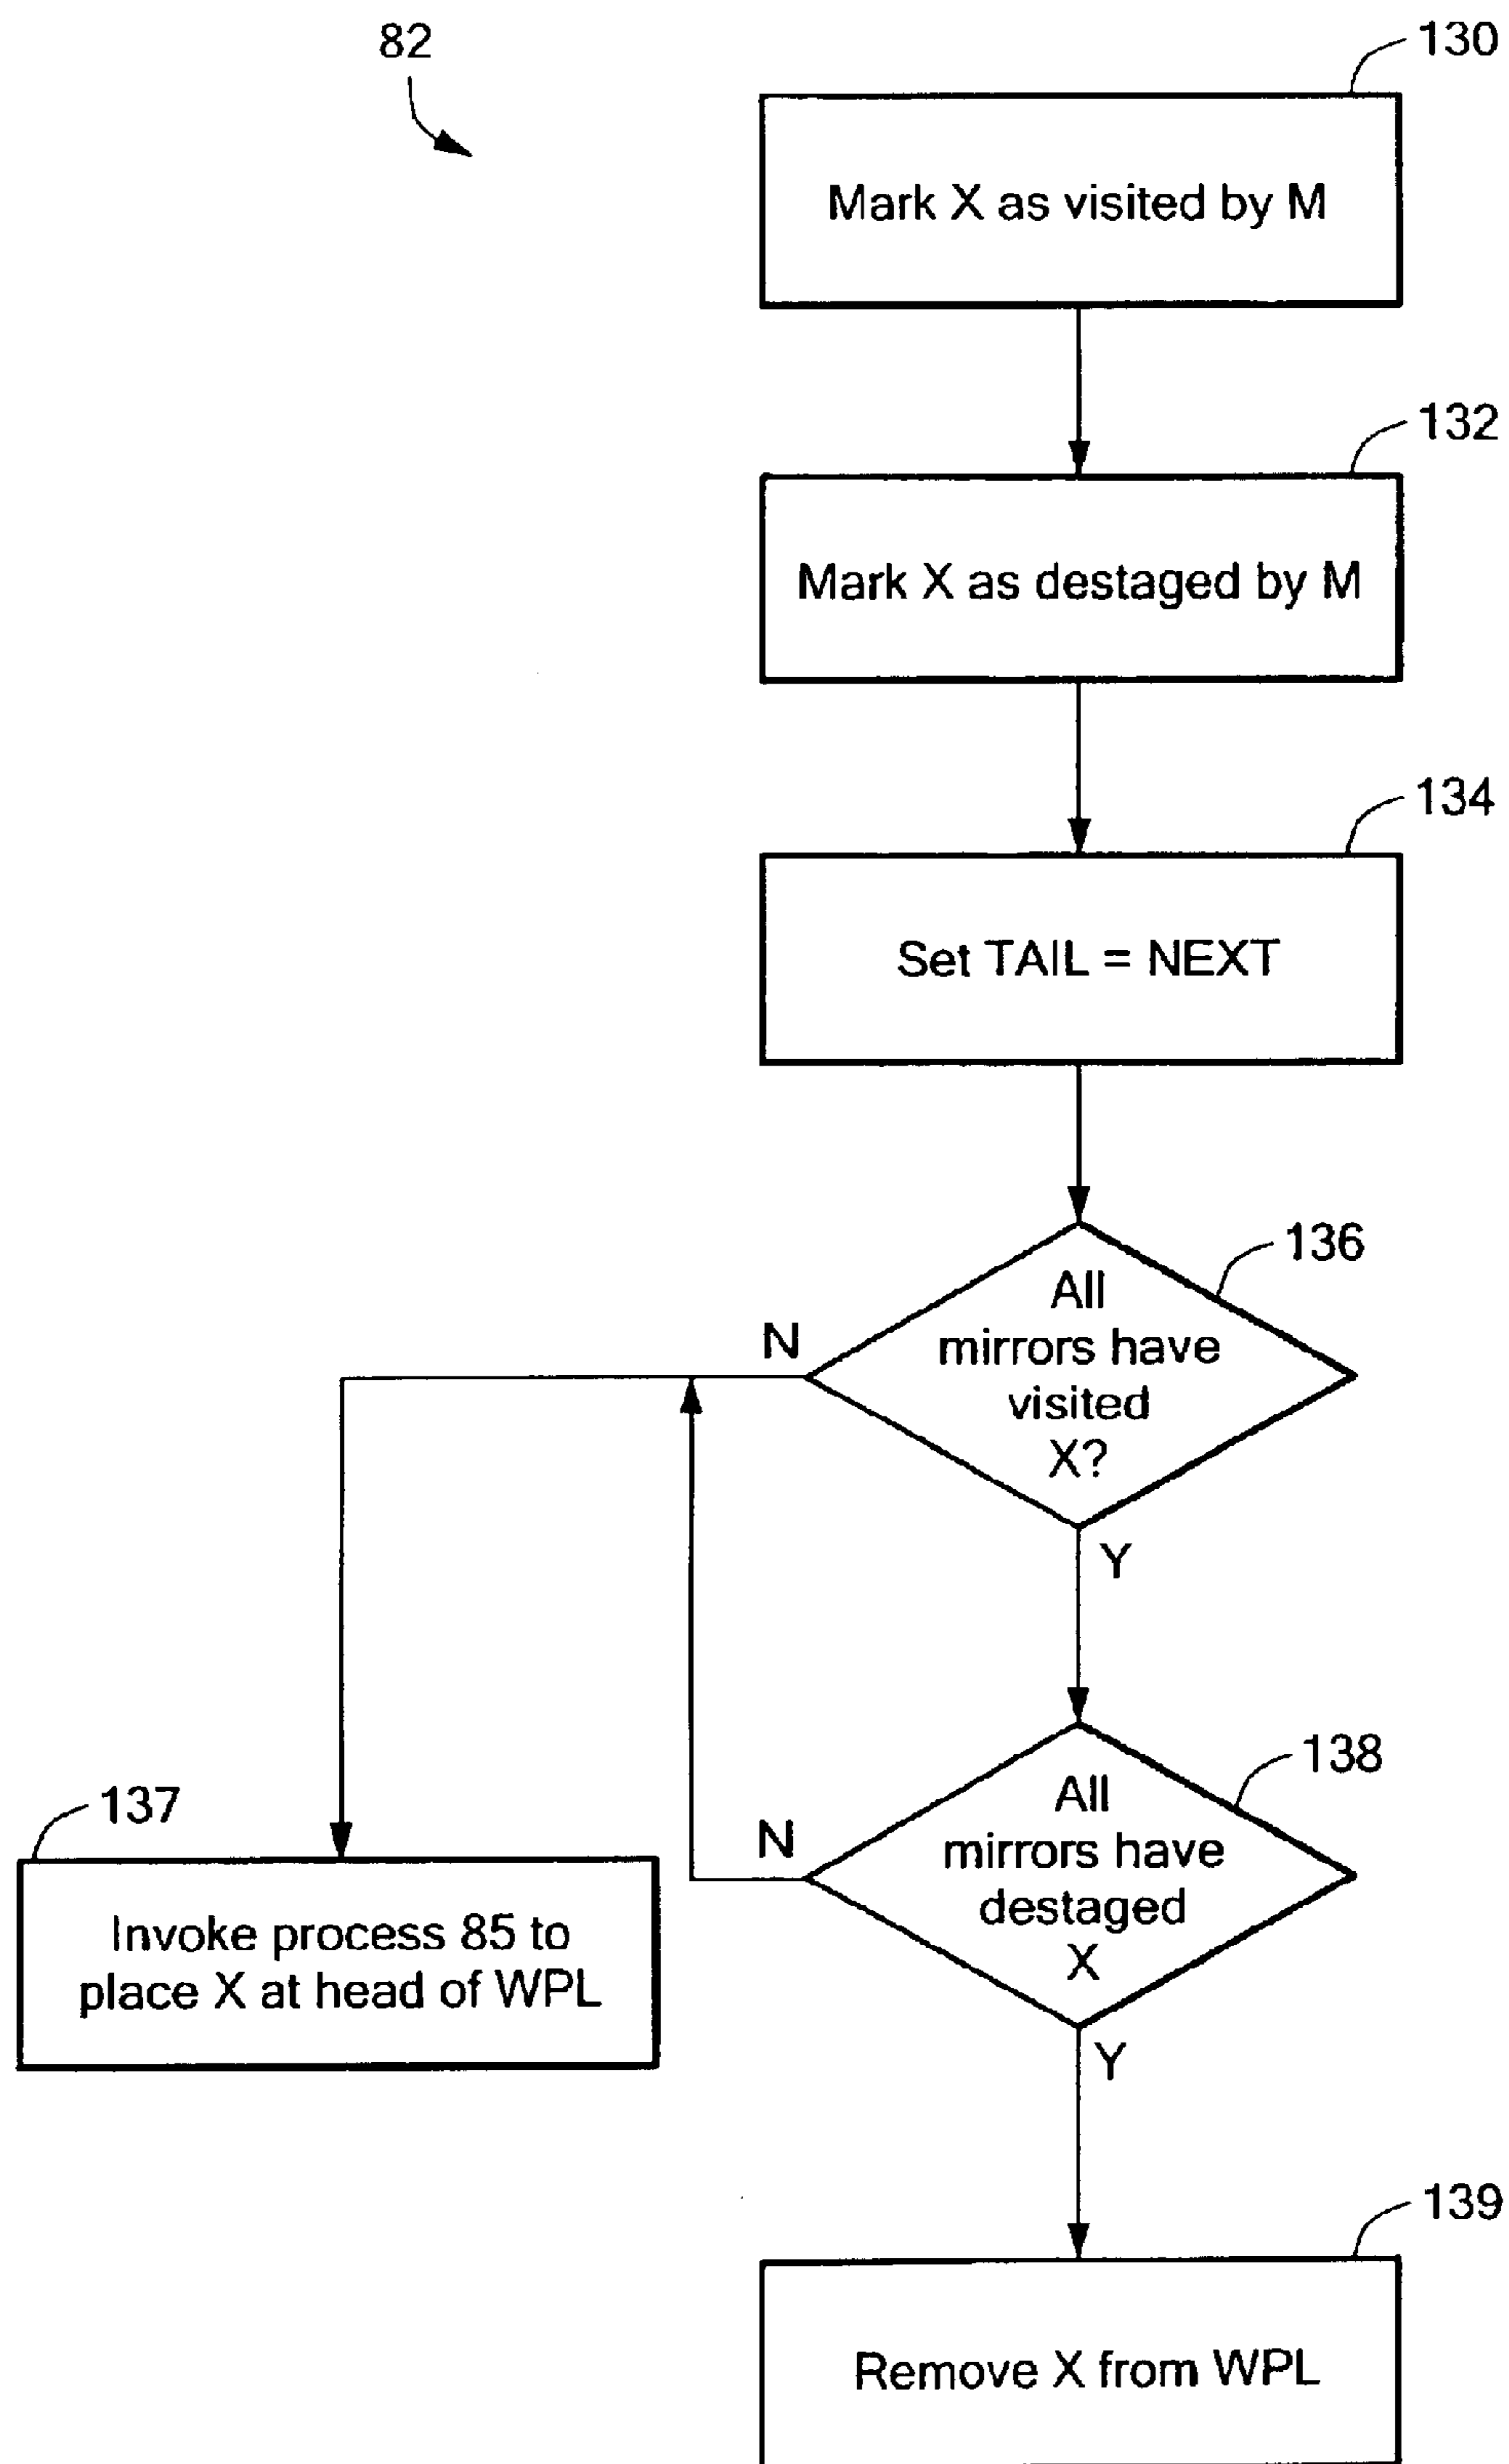 82
130
Mark X as visited by M
132
Mark X as destaged by M
134
Set TAIL = NEXT
136
All
mirrors have
visited
X?
N
Y
138
All
mirrors have
destaged
X
N
Y
137
Invoke process 85 to
place X at head of WPL
139
Remove X from WPL